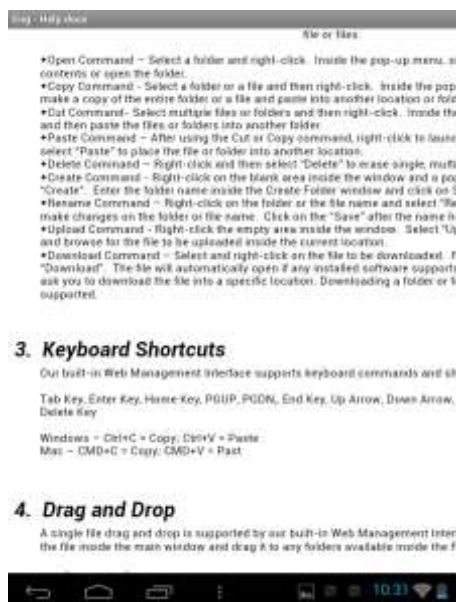 Eng - Help.docx
file or files.
•Open Command – Select a folder and right-click. Inside the pop-up menu,
contents or open the folder.
•Copy Command - Select a folder or a file and then right-click. Inside the pop
make a copy of the entire folder or a file and paste into another location or fold
•Cut Command- Select multiple files or folders and then right-click. Inside the
and then paste the files or folders into another folder.
•Paste Command – After using the Cut or Copy command, right-click to launc
select "Paste" to place the file or folder into another location.
•Delete Command – Right-click and then select "Delete" to erase single, multi
•Create Command - Right-click on the blank area inside the window and a pop
"Create". Enter the folder name inside the Create Folder window and click on S
•Rename Command – Right-click on the folder or the file name and select "Re
make changes on the folder or file name. Click on the "Save" after the name h
•Upload Command - Right-click the empty area inside the window. Select "Up
and browse for the file to be uploaded inside the current location.
•Download Command – Select and right-click on the file to be downloaded.
"Download". The file will automatically open if any installed software supports
ask you to download the file into a specific location. Downloading a folder or
supported.
3. Keyboard Shortcuts
Our built-in Web Management Interface supports keyboard commands and sh
Tab Key, Enter Key, Home Key, PGUP, PGDN, End Key, Up Arrow, Down Arrow,
Delete Key
Windows – Ctrl+C = Copy; Ctrl+V = Paste
Mac – CMD+C = Copy; CMD+V = Past
4. Drag and Drop
A single file drag and drop is supported by our built-in Web Management Inter
the file inside the main window and drag it to any folders available inside the f
10:21